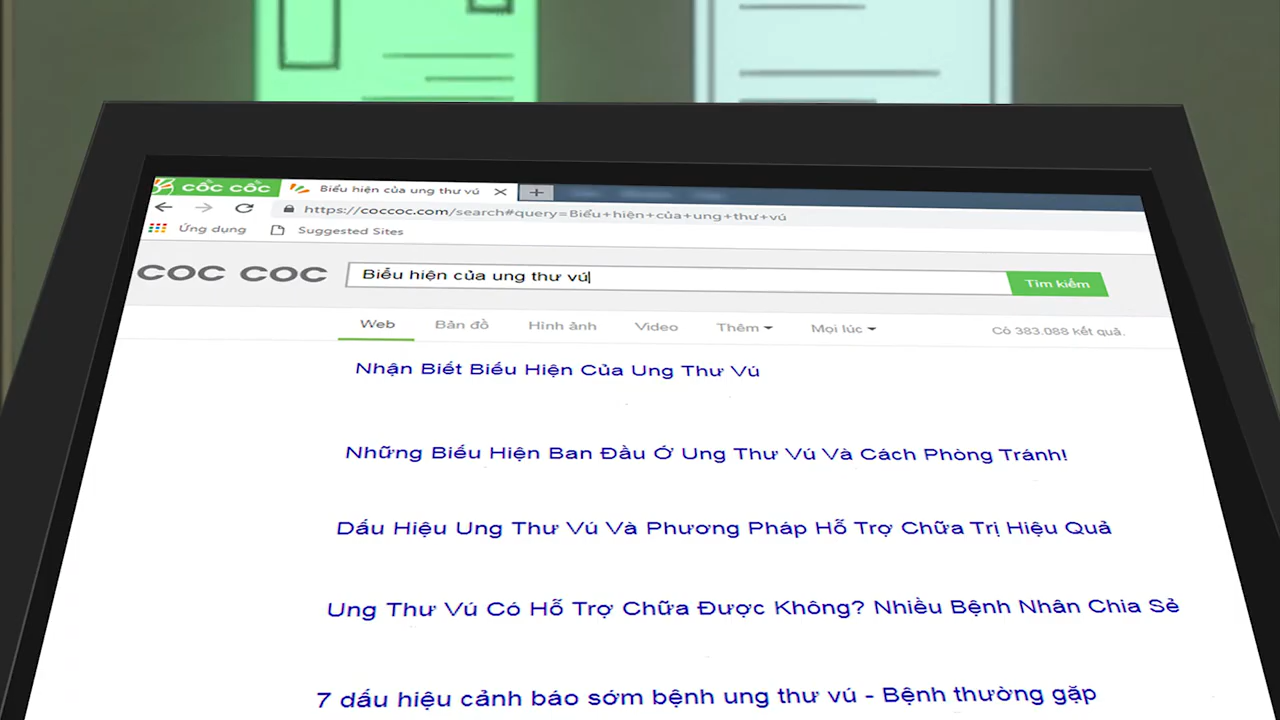 CỐC CỐC
Biểu hiện của ung thư vú
https://coccoc.com/search#query=Biểu+hiện+của+ung+thư+vú
Ứng dụng Suggested Sites
COC COC Biểu hiện của ung thư vú Tìm kiếm
Web Bản đồ Hình ảnh Video Thêm Mọi lúc Có 383.088 kết quả.
Nhận Biết Biểu Hiện Của Ung Thư Vú
Những Biểu Hiện Ban Đầu Ở Ung Thư Vú Và Cách Phòng Tránh!
Dấu Hiệu Ung Thư Vú Và Phương Pháp Hỗ Trợ Chữa Trị Hiệu Quả
Ung Thư Vú Có Hỗ Trợ Chữa Được Không? Nhiều Bệnh Nhân Chia Sẻ
7 dấu hiệu cảnh báo sớm bệnh ung thư vú - Bệnh thường gặp